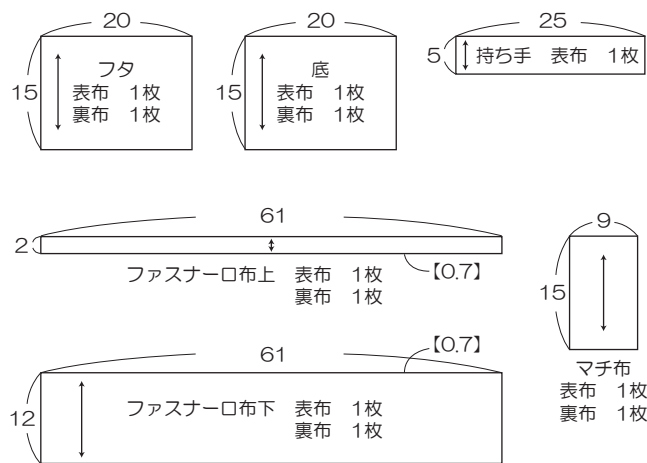 20
15
フタ
表布 1枚
裏布 1枚
20
15
底
表布 1枚
裏布 1枚
25
5
持ち手 表布 1枚
61
2
【0.7】
ファスナー口布上 表布 1枚
裏布 1枚
61
【0.7】
12
ファスナー口布下 表布 1枚
裏布 1枚
9
15
マチ布
表布 1枚
裏布 1枚